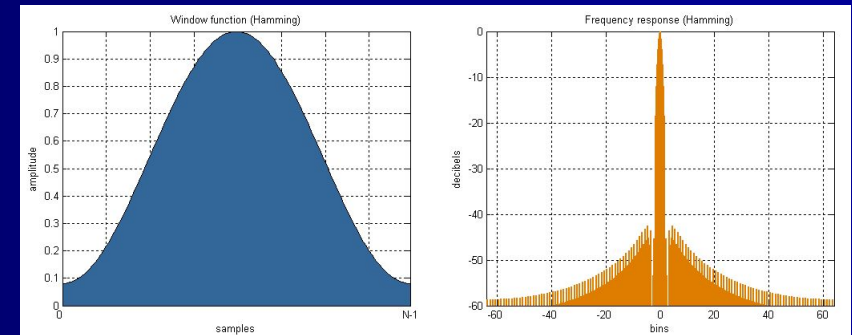 Window function (Hamming)
1
0.9
0.8
0.7
0.6
0.5
0.4
0.3
0.2
0.1
0
amplitude
0
N-1
samples
Frequency response (Hamming)
0
-10
-20
-30
-40
-50
-60
decibels
-60 -40 -20 0 20 40 60
bins